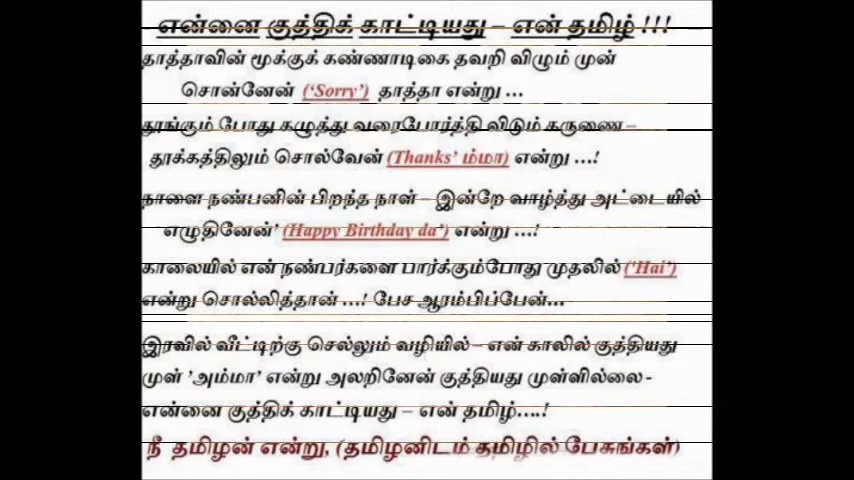 என்னை குத்திக் காட்டியது – என் தமிழ் !!!
தாத்தாவின் மூக்குக் கண்ணாடிகை தவறி விழும் முன்
சொன்னேன் ('Sorry') தாத்தா என்று ...
தூங்கும் போது கழுத்து வரைபோர்த்தி விடும் கருணை –
தூக்கத்திலும் சொல்வேன் (Thanks' ம்மா) என்று ...!
நாளை நண்பனின் பிறந்த நாள் – இன்றே வாழ்த்து அட்டையில்
எழுதினேன்' (Happy Birthday da') என்று ...!
காலையில் என் நண்பர்களை பார்க்கும்போது முதலில் ('Hai')
என்று சொல்லித்தான் ...! பேச ஆரம்பிப்பேன்...
இரவில் வீட்டிற்கு செல்லும் வழியில் – என் காலில் குத்தியது
முள் 'அம்மா' என்று அலறினேன் குத்தியது முள்ளில்லை -
என்னை குத்திக் காட்டியது – என் தமிழ்....!
நீ தமிழன் என்று, (தமிழனிடம் தமிழில் பேசுங்கள்)